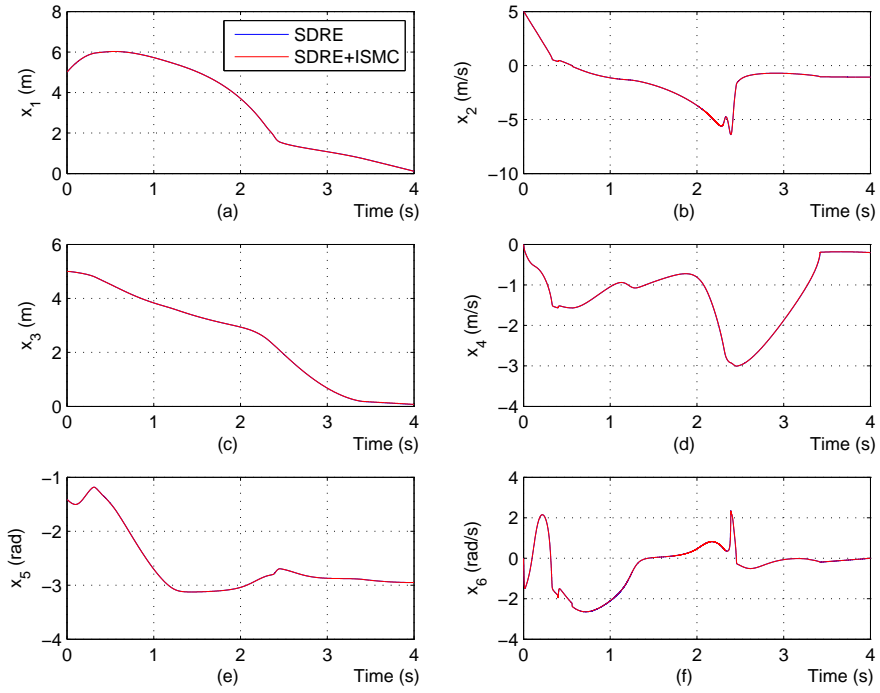 8
6
4
2
0
x1 (m)
SDRE
SDRE+ISMC
0 1 2 3 4
Time (s)
(a)
5
0
−5
−10
x2 (m/s)
0 1 2 3 4
Time (s)
(b)
6
4
2
0
x3 (m)
0 1 2 3 4
Time (s)
(c)
0
−1
−2
−3
−4
x4 (m/s)
0 1 2 3 4
Time (s)
(d)
−1
−2
−3
−4
x5 (rad)
0 1 2 3 4
Time (s)
(e)
4
2
0
−2
−4
x6 (rad/s)
0 1 2 3 4
Time (s)
(f)